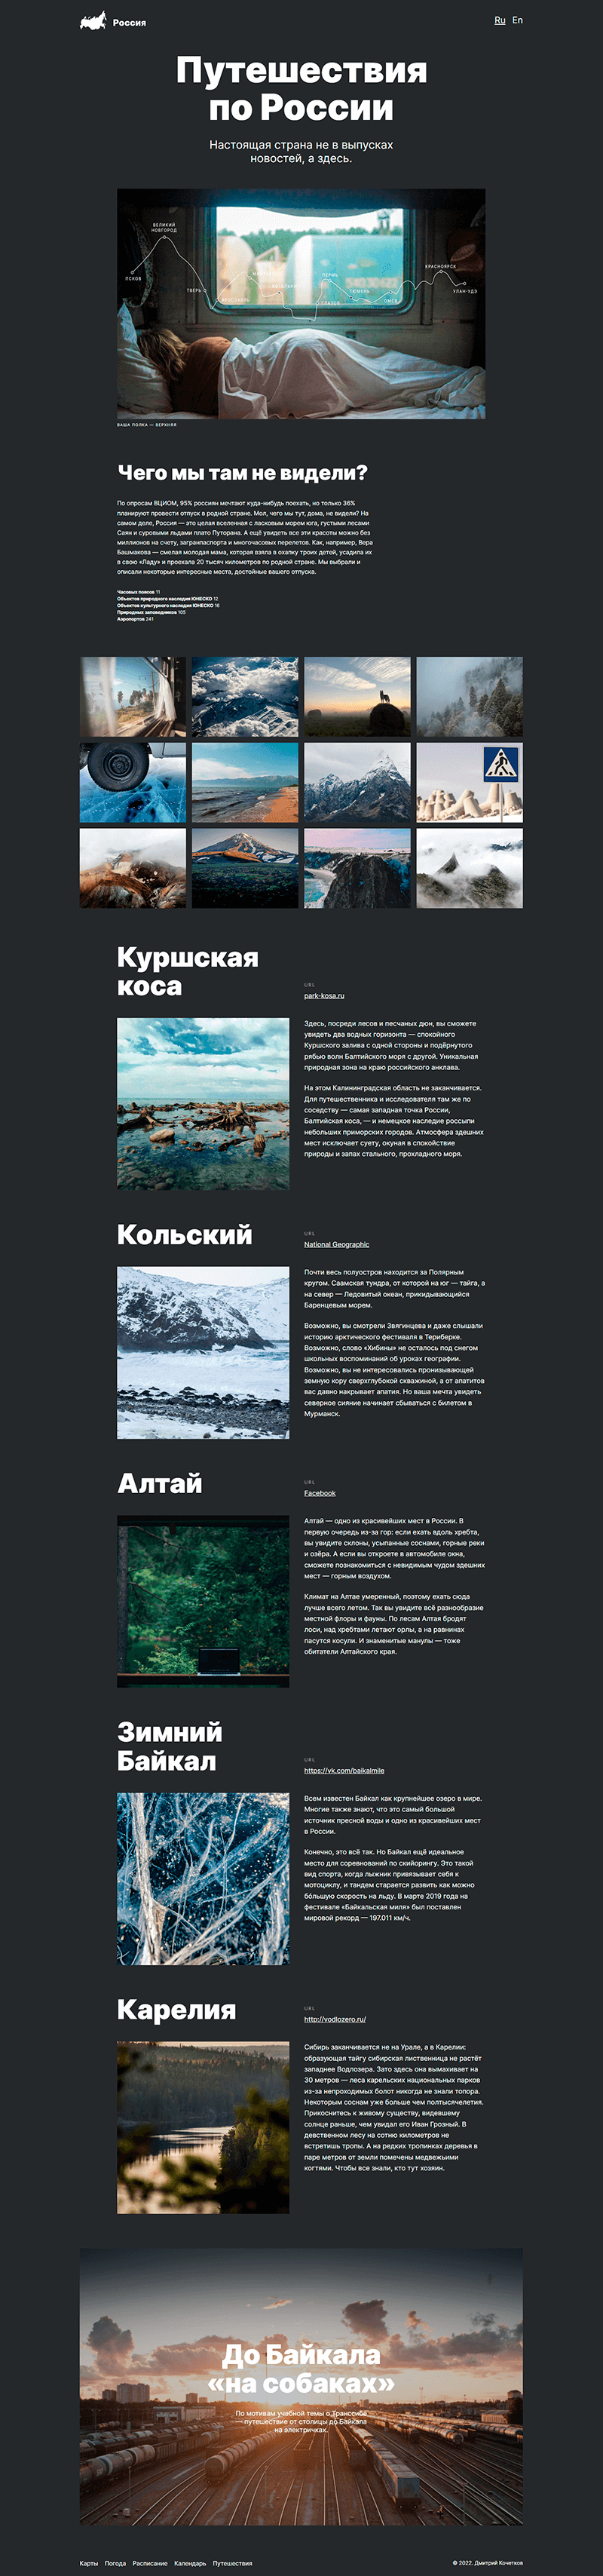 Россия
Ru En
Путешествия
по России
Настоящая страна не в выпусках
новостей, а здесь.
ВЕЛИКИЙ
НОВГОРОД
ПСКОВ
ТВЕРЬ
ПЕРМЬ
ТЮМЕНЬ
ОМСК
КРАСНОЯРСК
УЛАН-УДЭ
ВАША ПОЛКА — ВЕРХНЯЯ
Чего мы там не видели?
По опросам ВЦИОМ, 95% россиян мечтают куда-нибудь поехать, но только 36%
планируют провести отпуск в родной стране. Мол, чего мы тут, дома, не видели? На
самом деле, Россия — это целая вселенная с ласковым морем юга, густыми лесами
Саян и суровыми льдами плато Путорана. А ещё увидеть все эти красоты можно без
миллионов на счету, загранпаспорта и многочасовых перелетов. Как, например, Вера
Башмакова — смелая молодая мама, которая взяла в охапку троих детей, усадила их
в свою «Ладу» и проехала 20 тысяч километров по родной стране. Мы выбрали и
описали некоторые интересные места, достойные вашего отпуска.
Часовых поясов 11
Объектов природного наследия ЮНЕСКО 12
Объектов культурного наследия ЮНЕСКО 16
Природных заповедников 105
Аэропортов 241
Куршская
коса
URL
park-kosa.ru
Здесь, посреди лесов и песчаных дюн, вы сможете
увидеть два водных горизонта — спокойного
Куршского залива с одной стороны и подёрнутого
рябью волн Балтийского моря с другой. Уникальная
природная зона на краю российского анклава.
На этом Калининградская область не заканчивается.
Для путешественника и исследователя там же по
соседству — самая западная точка России,
Балтийская коса, — и немецкое наследие россыпи
небольших приморских городов. Атмосфера здешних
мест исключает суету, окуная в спокойствие
природы и запах стального, прохладного моря.
Кольский
URL
National Geographic
Почти весь полуостров находится за Полярным
кругом. Саамская тундра, от которой на юг — тайга, а
на север — Ледовитый океан, прикидывающийся
Баренцевым морем.
Возможно, вы смотрели Звягинцева и даже слышали
историю арктического фестиваля в Териберке.
Возможно, слово «Хибины» не осталось под снегом
школьных воспоминаний об уроках географии.
Возможно, вы не интересовались пронизывающей
земную кору сверхглубокой скважиной, а от апатитов
вас давно накрывает апатия. Но ваша мечта увидеть
северное сияние начинает сбываться с билетом в
Мурманск.
Алтай
URL
Facebook
Алтай — одно из красивейших мест в России. В
первую очередь из-за гор: если ехать вдоль хребта,
вы увидите склоны, усыпанные соснами, горные реки
и озёра. А если вы откроете в автомобиле окна,
сможете познакомиться с невидимым чудом здешних
мест — горным воздухом.
Климат на Алтае умеренный, поэтому ехать сюда
лучше всего летом. Так вы увидите всё разнообразие
местной флоры и фауны. По лесам Алтая бродят
лоси, над хребтами летают орлы, а на равнинах
пасутся косули. И знаменитые манулы — тоже
обитатели Алтайского края.
Зимний
Байкал
URL
https://vk.com/baikalmile
Всем известен Байкал как крупнейшее озеро в мире.
Многие также знают, что это самый большой
источник пресной воды и одно из красивейших мест
в России.
Конечно, это всё так. Но Байкал ещё идеальное
место для соревнований по скийорингу. Это такой
вид спорта, когда лыжник привязывает себя к
мотоциклу, и тандем старается развить как можно
бо́льшую скорость на льду. В марте 2019 года на
фестивале «Байкальская миля» был поставлен
мировой рекорд — 197.011 км/ч.
Карелия
URL
http://vodlozero.ru/
Сибирь заканчивается не на Урале, а в Карелии:
образующая тайгу сибирская лиственница не растёт
западнее Водлозера. Зато здесь она вымахивает на
30 метров — леса карельских национальных парков
из-за непроходимых болот никогда не знали топора.
Некоторым соснам уже больше чем полтысячелетия.
Прикоснитесь к живому существу, видевшему
солнце раньше, чем увидел его Иван Грозный. В
девственном лесу на сотню километров не
встретишь тропы. А на редких тропинках деревья в
паре метров от земли помечены медвежьими
когтями. Чтобы все знали, кто тут хозяин.
До Байкала
«на собаках»
По мотивам учебной темы о Транссибе
— путешествие от столицы до Байкала
на электричках.
Карты Погода Расписание Календарь Путешествия
© 2022. Дмитрий Кочетков